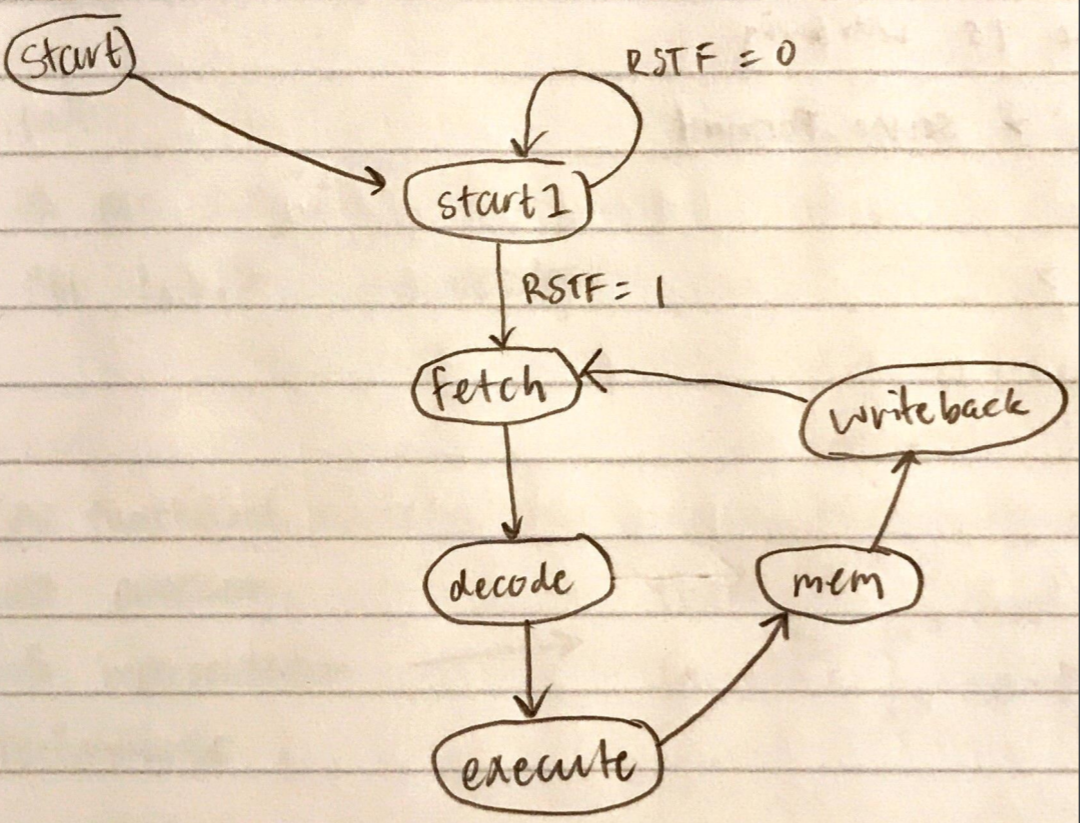 start
RSTF = 0
start1
RSTF = 1
fetch
writeback
decode
mem
execute